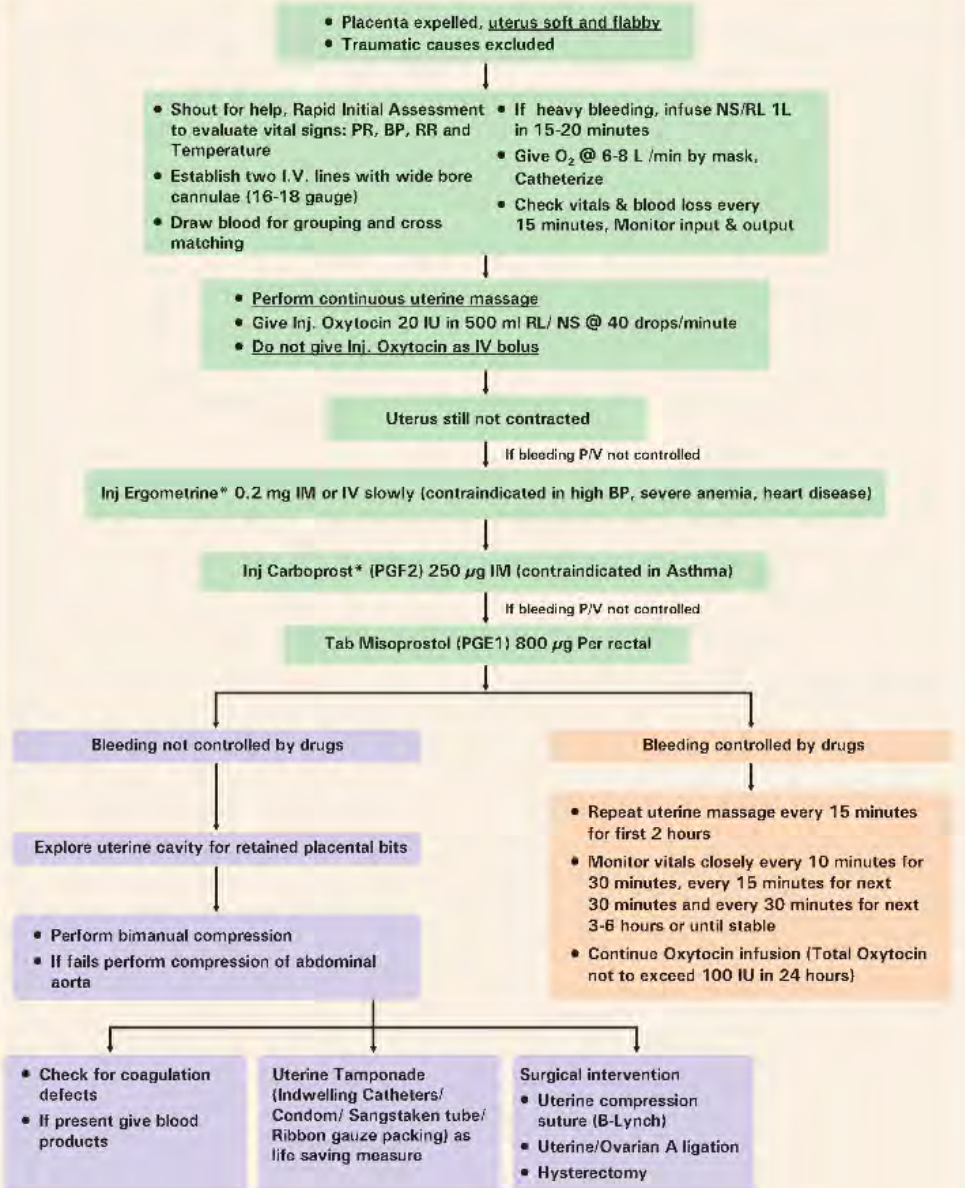 • Placenta expelled, uterus soft and flabby
• Traumatic causes excluded
• Shout for help, Rapid Initial Assessment
to evaluate vital signs: PR, BP, RR and
Temperature
• Establish two I.V. lines with wide bore
cannulae (16-18 gauge)
• Draw blood for grouping and cross
matching
• If heavy bleeding, infuse NS/RL 1L
in 15-20 minutes
• Give O₂ @ 6-8 L /min by mask,
Catheterize
• Check vitals & blood loss every
15 minutes, Monitor input & output
• Perform continuous uterine massage
• Give Inj. Oxytocin 20 IU in 500 ml RL/ NS @ 40 drops/minute
• Do not give Inj. Oxytocin as IV bolus
Uterus still not contracted
If bleeding P/V not controlled
Inj Ergometrine* 0.2 mg IM or IV slowly (contraindicated in high BP, severe anemia, heart disease)
Inj Carboprost* (PGF2) 250 µg IM (contraindicated in Asthma)
If bleeding P/V not controlled
Tab Misoprostol (PGE1) 800 µg Per rectal
Bleeding not controlled by drugs
Explore uterine cavity for retained placental bits
• Perform bimanual compression
• If fails perform compression of abdominal
aorta
Bleeding controlled by drugs
• Repeat uterine massage every 15 minutes
for first 2 hours
• Monitor vitals closely every 10 minutes for
30 minutes, every 15 minutes for next
30 minutes and every 30 minutes for next
3-6 hours or until stable
• Continue Oxytocin infusion (Total Oxytocin
not to exceed 100 IU in 24 hours)
• Check for coagulation
defects
• If present give blood
products
Uterine Tamponade
(Indwelling Catheters/
Condom/ Sangstaken tube/
Ribbon gauze packing) as
life saving measure
Surgical intervention
• Uterine compression
suture (B-Lynch)
• Uterine/Ovarian A ligation
• Hysterectomy